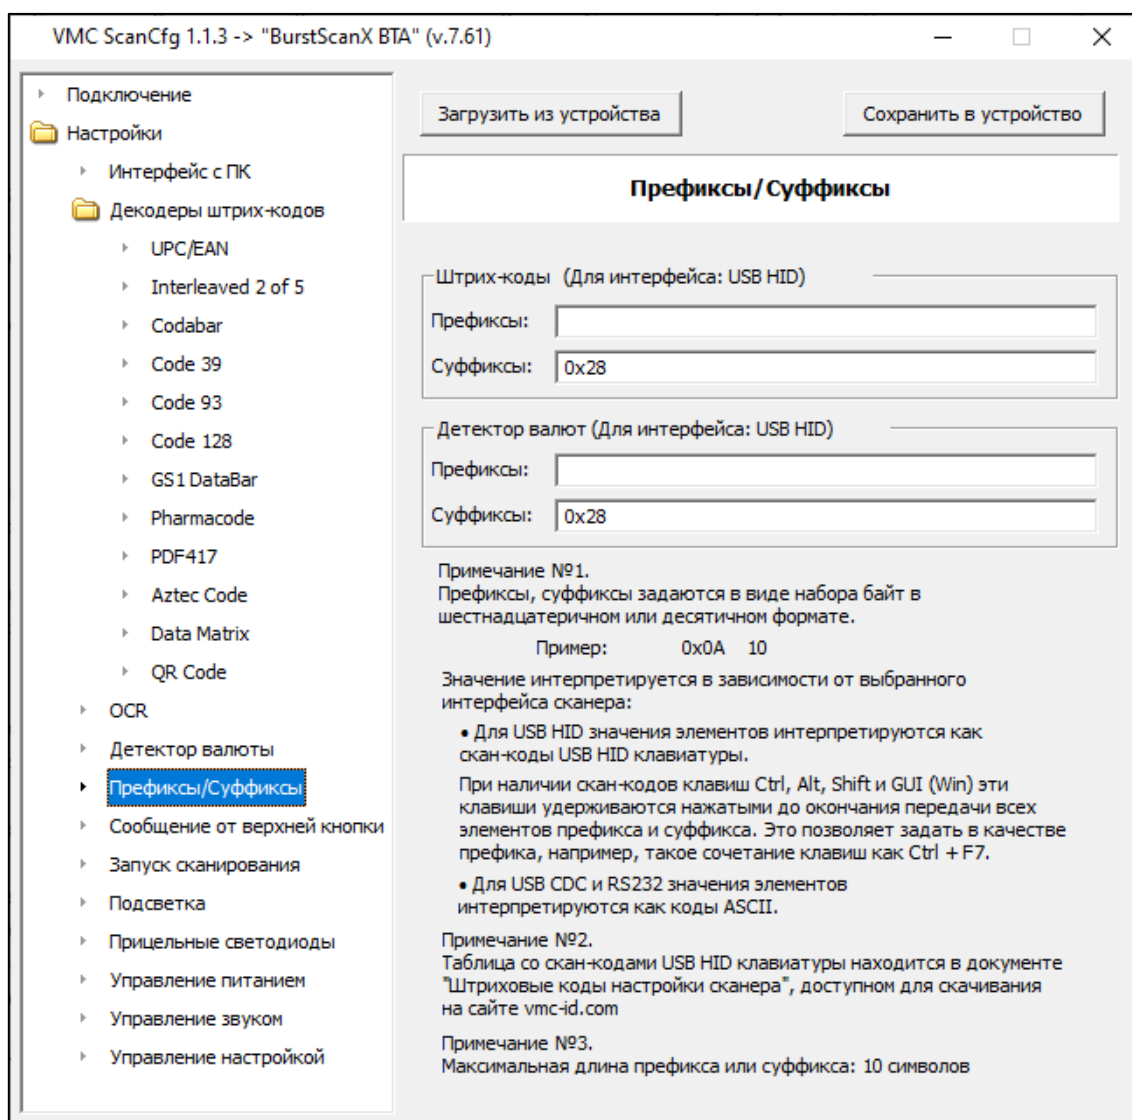 VMC ScanCfg 1.1.3 -> "BurstScanX BTA" (v.7.61)
Подключение
Настройки
Интерфейс с ПК
Декодеры штрих-кодов
UPC/EAN
Interleaved 2 of 5
Codabar
Code 39
Code 93
Code 128
GS1 DataBar
Pharmacode
PDF417
Aztec Code
Data Matrix
QR Code
OCR
Детектор валюты
Префиксы/Суффиксы
Сообщение от верхней кнопки
Запуск сканирования
Подсветка
Прицельные светодиоды
Управление питанием
Управление звуком
Управление настройкой
Загрузить из устройства
Сохранить в устройство
Префиксы/Суффиксы
Штрих-коды (Для интерфейса: USB HID)
Префиксы:
Суффиксы: 0x28
Детектор валют (Для интерфейса: USB HID)
Префиксы:
Суффиксы: 0x28
Примечание №1.
Префиксы, суффиксы задаются в виде набора байт в
шестнадцатеричном или десятичном формате.
Пример: 0x0A 10
Значение интерпретируется в зависимости от выбранного
интерфейса сканера:
• Для USB HID значения элементов интерпретируются как
скан-коды USB HID клавиатуры.
При наличии скан-кодов клавиш Ctrl, Alt, Shift и GUI (Win) эти
клавиши удерживаются нажатыми до окончания передачи всех
элементов префикса и суффикса. Это позволяет задать в качестве
префика, например, такое сочетание клавиш как Ctrl + F7.
• Для USB CDC и RS232 значения элементов
интерпретируются как коды ASCII.
Примечание №2.
Таблица со скан-кодами USB HID клавиатуры находится в документе
"Штриховые коды настройки сканера", доступном для скачивания
на сайте vmc-id.com
Примечание №3.
Максимальная длина префикса или суффикса: 10 символов